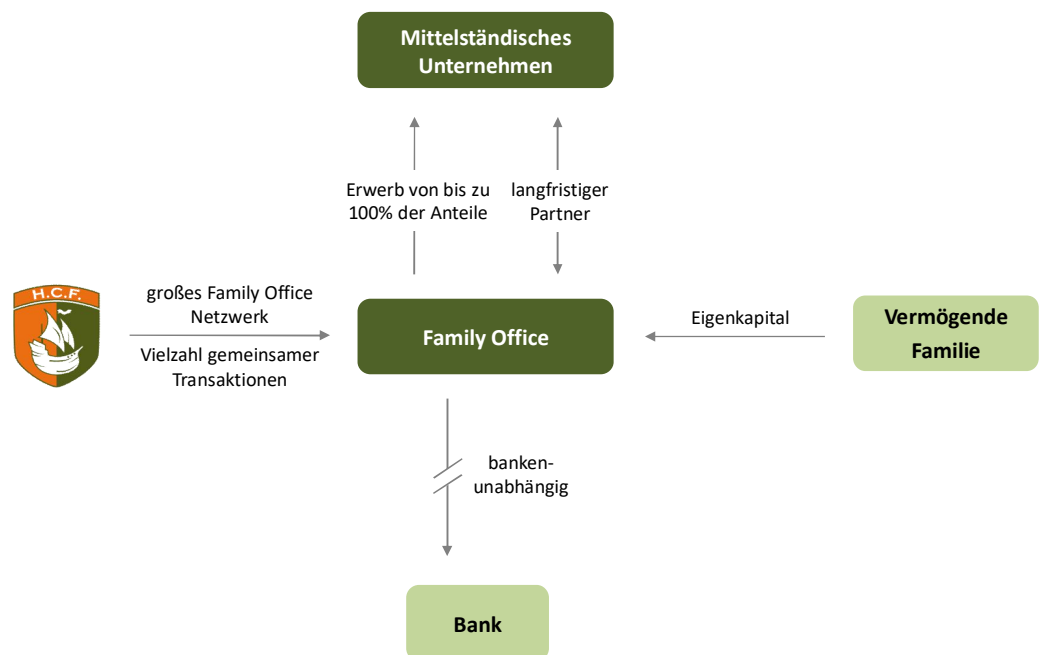 Mittelständisches
Unternehmen
Erwerb von bis zu
100% der Anteile
langfristiger
Partner
H.C.F.
großes Family Office
Netzwerk
Vielzahl gemeinsamer
Transaktionen
Family Office
Eigenkapital
Vermögende
Familie
banken-
unabhängig
Bank